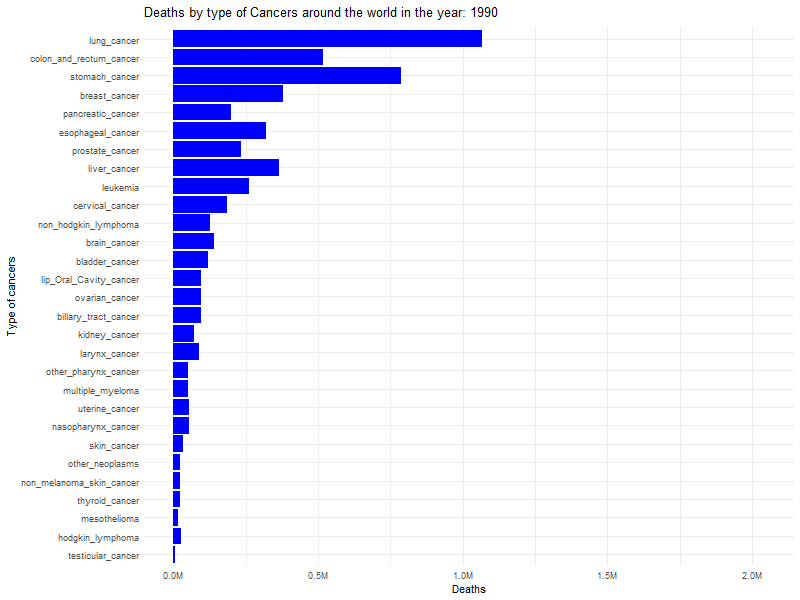 Deaths by type of Cancers around the world in the year: 1990
Type of cancers
lung_cancer
colon_and_rectum_cancer
stomach_cancer
breast_cancer
pancreatic_cancer
esophageal_cancer
prostate_cancer
liver_cancer
leukemia
cervical_cancer
non_hodgkin_lymphoma
brain_cancer
bladder_cancer
lip_Oral_Cavity_cancer
ovarian_cancer
billary_tract_cancer
kidney_cancer
larynx_cancer
other_pharynx_cancer
multiple_myeloma
uterine_cancer
nasopharynx_cancer
skin_cancer
other_neoplasms
non_melanoma_skin_cancer
thyroid_cancer
mesothelioma
hodgkin_lymphoma
testicular_cancer
0.0M 0.5M 1.0M 1.5M 2.0M
Deaths